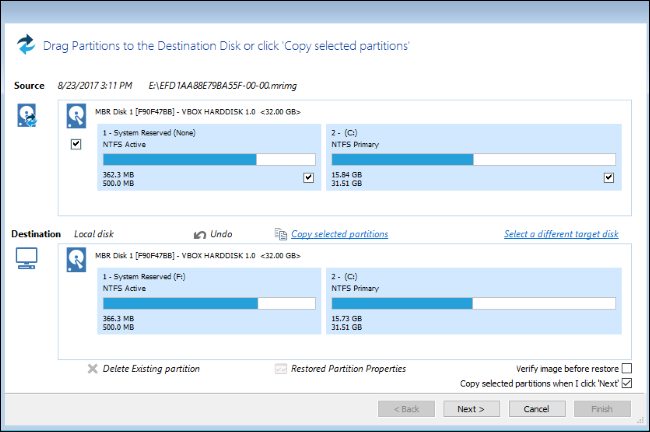 Drag Partitions to the Destination Disk or click 'Copy selected partitions'
Source 8/23/2017 3:11 PM E:\EFD1AA88E79BA55F-00-00.mrimg
MBR Disk 1 [F90F47BB] - VBOX HARDDISK 1.0 <32.00 GB>
1 - System Reserved (None)
NTFS Active
362.3 MB
500.0 MB
2 - (C:)
NTFS Primary
15.84 GB
31.51 GB
Destination Local disk Undo Copy selected partitions Select a different target disk
MBR Disk 1 [F90F47BB] - VBOX HARDDISK 1.0 <32.00 GB>
1 - System Reserved (F:)
NTFS Active
366.3 MB
500.0 MB
2 - (C:)
NTFS Primary
15.73 GB
31.51 GB
Delete Existing partition Restored Partition Properties Verify image before restore
Copy selected partitions when I click 'Next'
< Back Next > Cancel Finish